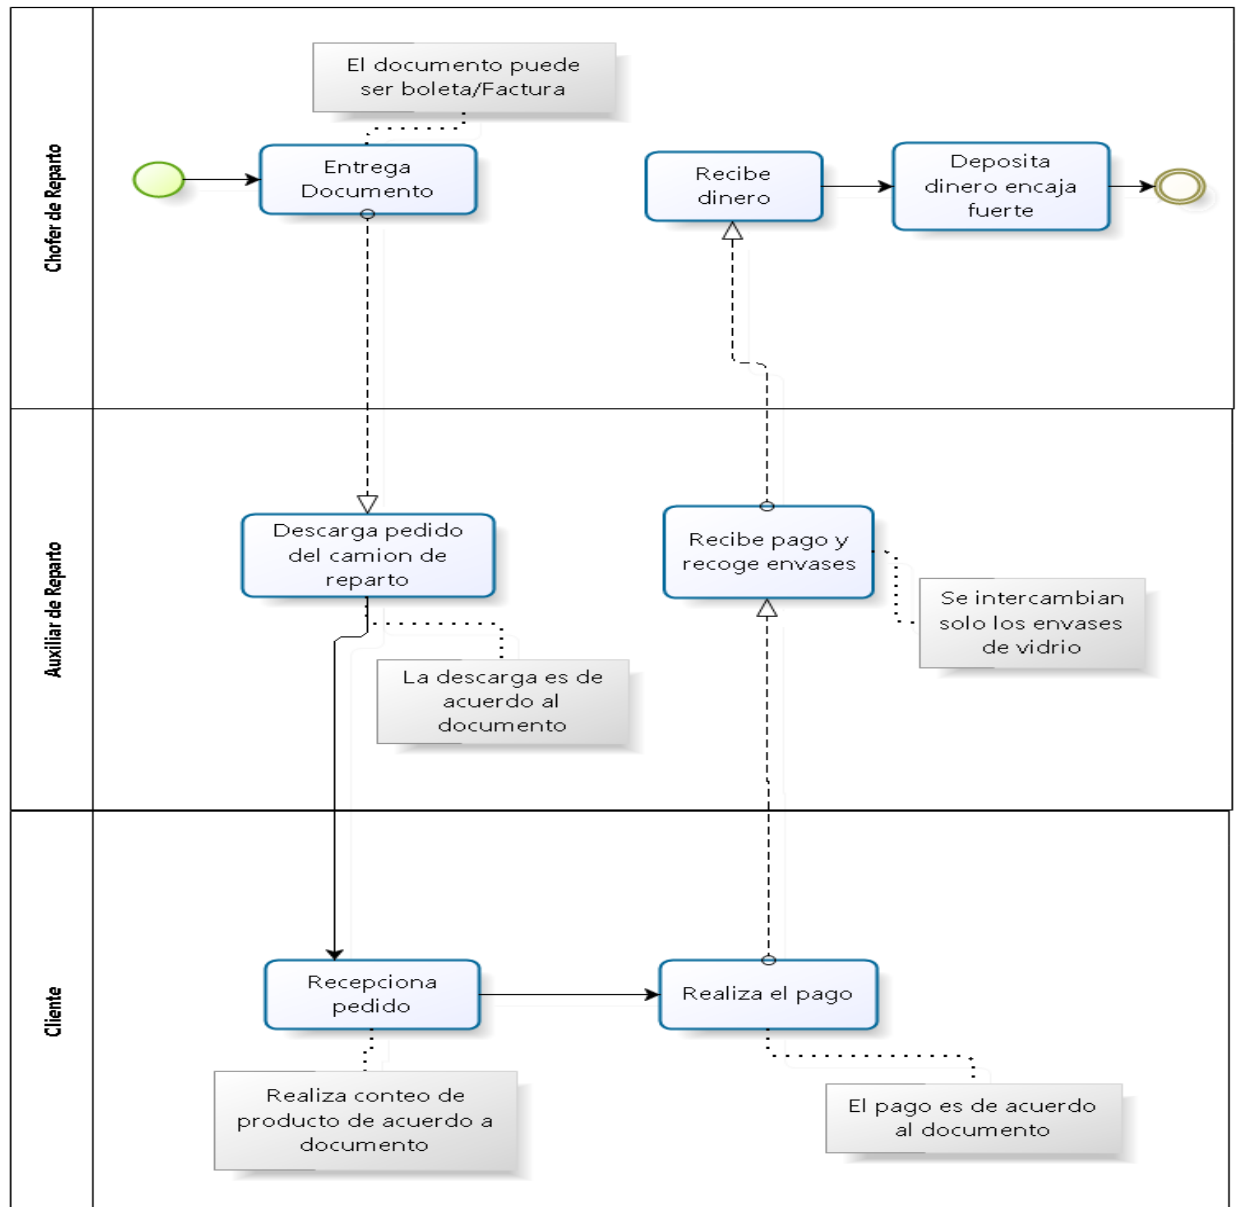 Chofer de Reparto
El documento puede
ser boleta/Factura
Entrega
Documento
Recibe
dinero
Deposita
dinero encaja
fuerte
Auxiliar de Reparto
Descarga pedido
del camion de
reparto
La descarga es de
acuerdo al
documento
Recibe pago y
recoge envases
Se intercambian
solo los envases
de vidrio
Cliente
Recepciona
pedido
Realiza el pago
Realiza conteo de
producto de acuerdo a
documento
El pago es de acuerdo
al documento